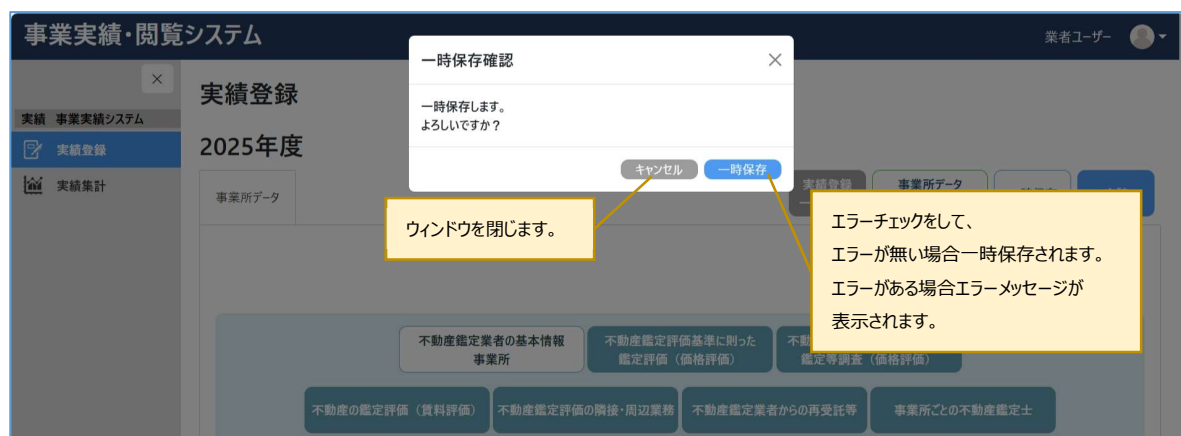 事業実績・閲覧システム
業者ユーザー
一時保存確認
一時保存します。
よろしいですか？
キャンセル
一時保存
実績 事業実績システム
実績登録
実績集計
実績登録
2025年度
事業所データ
実績登録
事業所データ
ウィンドウを閉じます。
エラーチェックをして、
エラーが無い場合一時保存されます。
エラーがある場合エラーメッセージが
表示されます。
不動産鑑定業者の基本情報
事業所
不動産鑑定評価基準に則った
鑑定評価（価格評価）
鑑定等調査（価格評価）
不動産の鑑定評価（賃料評価）
不動産鑑定評価の隣接・周辺業務
不動産鑑定業者からの再受託等
事業所ごとの不動産鑑定士